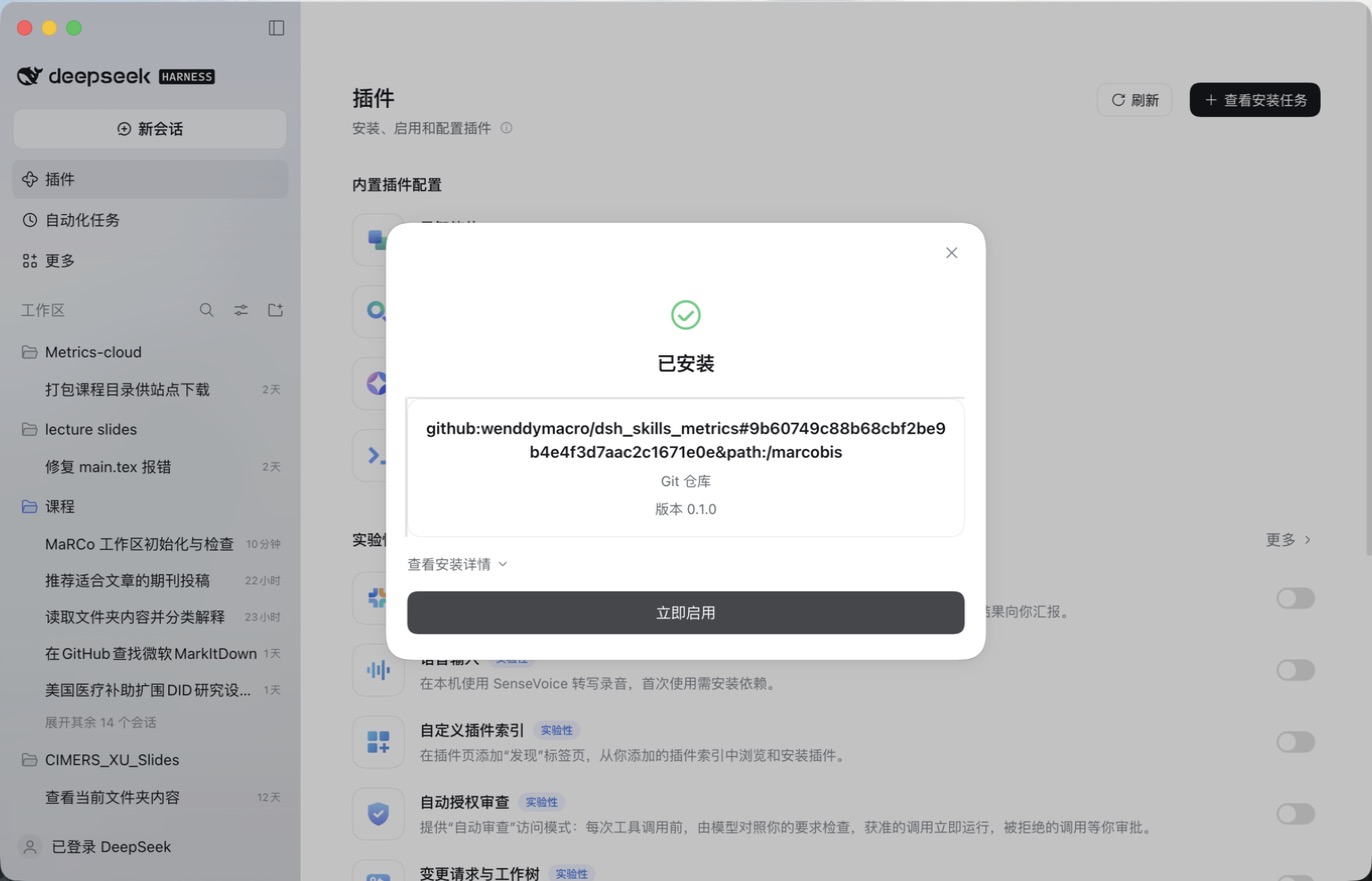 deepseek HARNESS
新会话
插件
自动化任务
更多
工作区
Metrics-cloud
打包课程目录供站点下载 2天
lecture slides
修复 main.tex 报错 2天
课程
MaRCo 工作区初始化与检查 10分钟
推荐适合文章的期刊投稿 22小时
读取文件夹内容并分类解释 23小时
在GitHub查找微软MarkItDown 1天
美国医疗补助扩围DID研究设... 1天
展开其余 14 个会话
CIMERS_XU_Slides
查看当前文件夹内容 12天
已登录 DeepSeek
插件
安装、启用和配置插件
刷新
查看安装任务
内置插件配置
已安装
github:wenddymacro/dsh_skills_metrics#9b60749c88b68cbf2be9
b4e4f3d7aac2c1671e0e&path:/marcobis
Git 仓库
版本 0.1.0
查看安装详情
立即启用
更多
结果向你汇报。
语音输入 实验性
在本机使用 SenseVoice 转写录音，首次使用需安装依赖。
自定义插件索引 实验性
在插件页添加“发现”标签页，从你添加的插件索引中浏览和安装插件。
自动授权审查 实验性
提供“自动审查”访问模式：每次工具调用前，由模型对照你的要求检查，获准的调用立即运行，被拒绝的调用等你审批。
变更请求与工作树 实验性